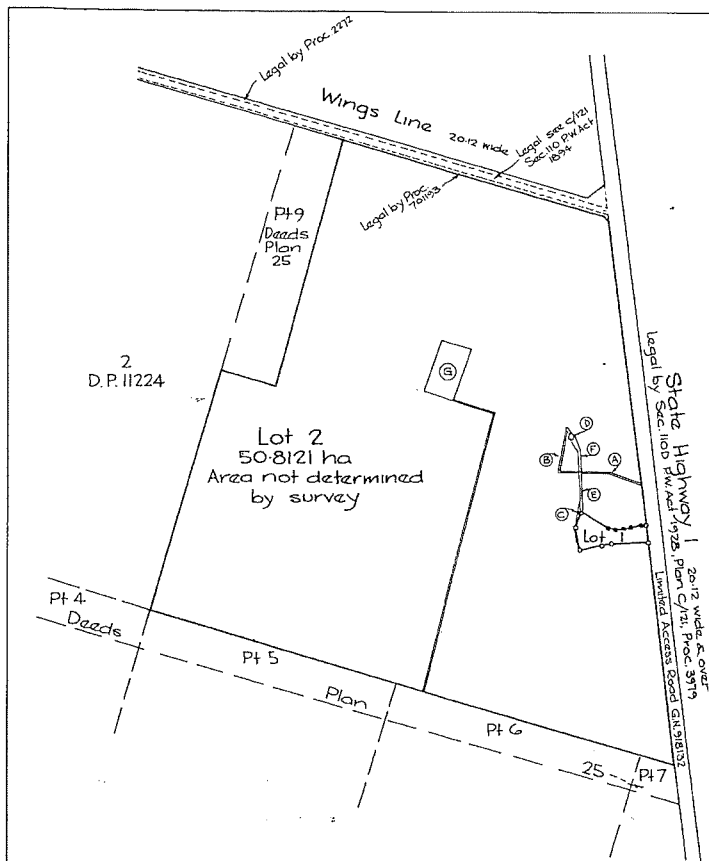 Legal by Proc. 2272
Wings Line
20.12 wide
Legal see C/121
Sec. 110 P.W. Act
1894
Legal by Proc.
701193
Pt 9
Deeds
Plan
25
2
D.P. 11224
G
Lot 2
50.8121 ha
Area not determined
by survey
D
F
B
A
E
C
Lot 1
State Highway 1
20.12 wide & over
Legal by Sec. 110D P.W. Act 1928, Plan C/121, Proc. 3979
Limited Access Road G.N. 918132
Pt 4
Deeds
Pt 5
Plan
Pt 6
25
Pt 7